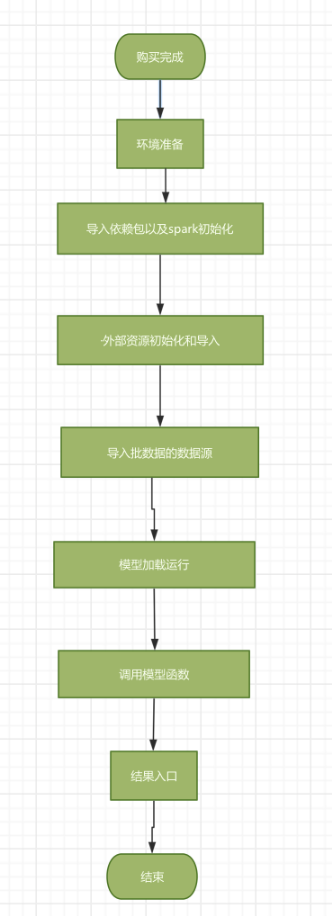 购买完成
环境准备
导入依赖包以及spark初始化
-外部资源初始化和导入
导入批数据的数据源
模型加载运行
调用模型函数
结果入口
结束